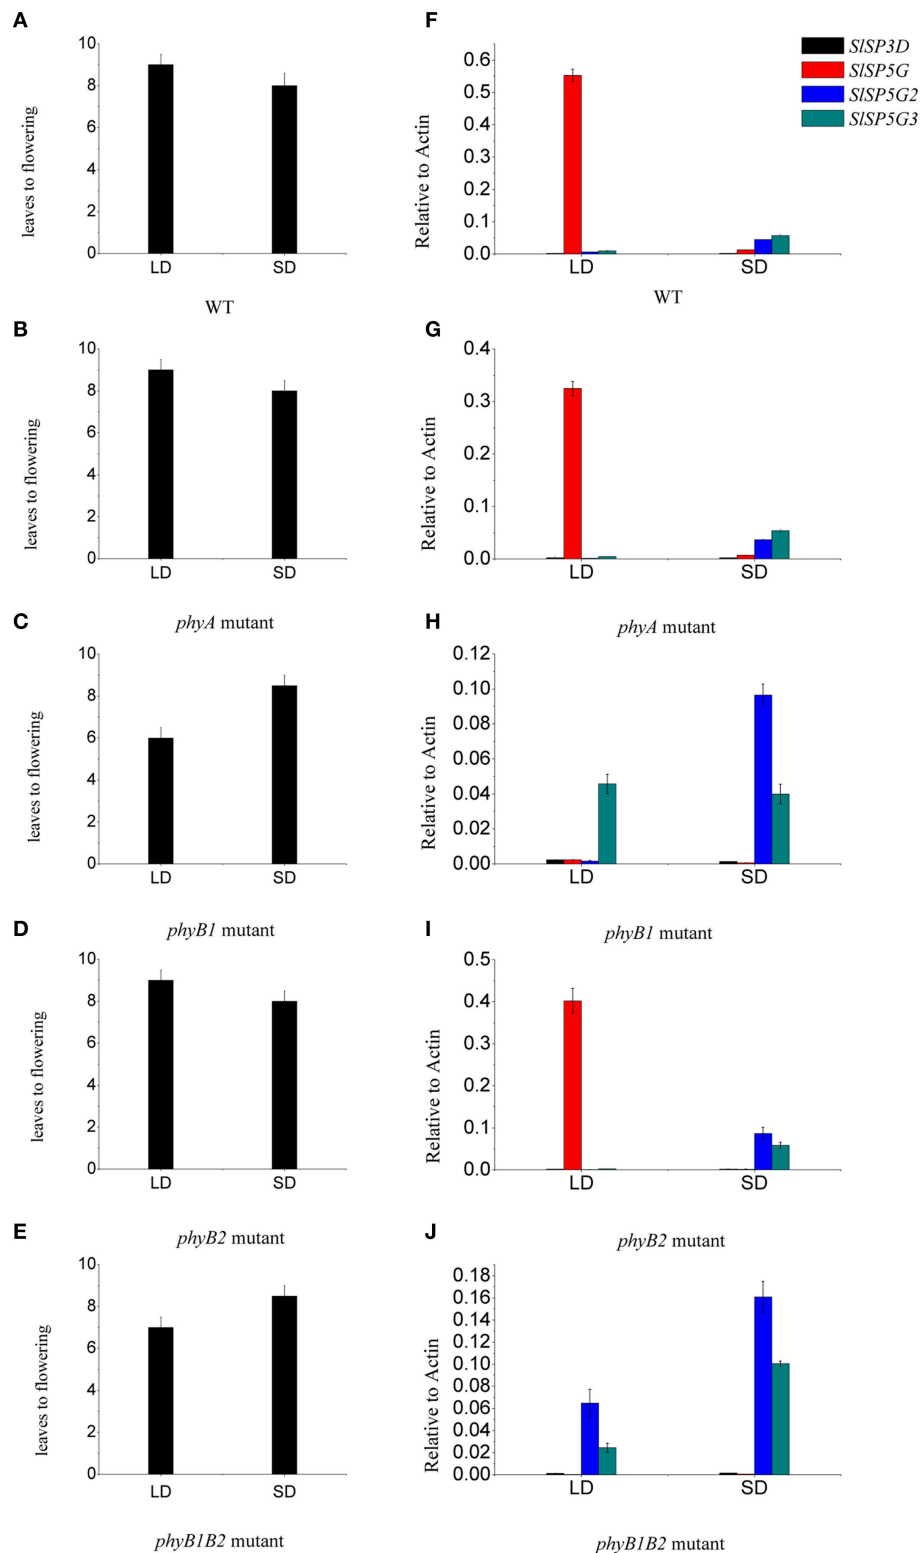 A
10
8
6
4
2
0
leaves to flowering
LD SD
WT
F
0.6
0.5
0.4
0.3
0.2
0.1
0.0
Relative to Actin
LD SD
WT
SlSP3D
SlSP5G
SlSP5G2
SlSP5G3
B
10
8
6
4
2
0
leaves to flowering
LD SD
phyA mutant
G
0.4
0.3
0.2
0.1
0.0
Relative to Actin
LD SD
phyA mutant
C
10
8
6
4
2
0
leaves to flowering
LD SD
phyB1 mutant
H
0.12
0.10
0.08
0.06
0.04
0.02
0.00
Relative to Actin
LD SD
phyB1 mutant
D
10
8
6
4
2
0
leaves to flowering
LD SD
phyB2 mutant
I
0.5
0.4
0.3
0.2
0.1
0.0
Relative to Actin
LD SD
phyB2 mutant
E
10
8
6
4
2
0
leaves to flowering
LD SD
phyB1B2 mutant
J
0.18
0.16
0.14
0.12
0.10
0.08
0.06
0.04
0.02
0.00
Relative to Actin
LD SD
phyB1B2 mutant